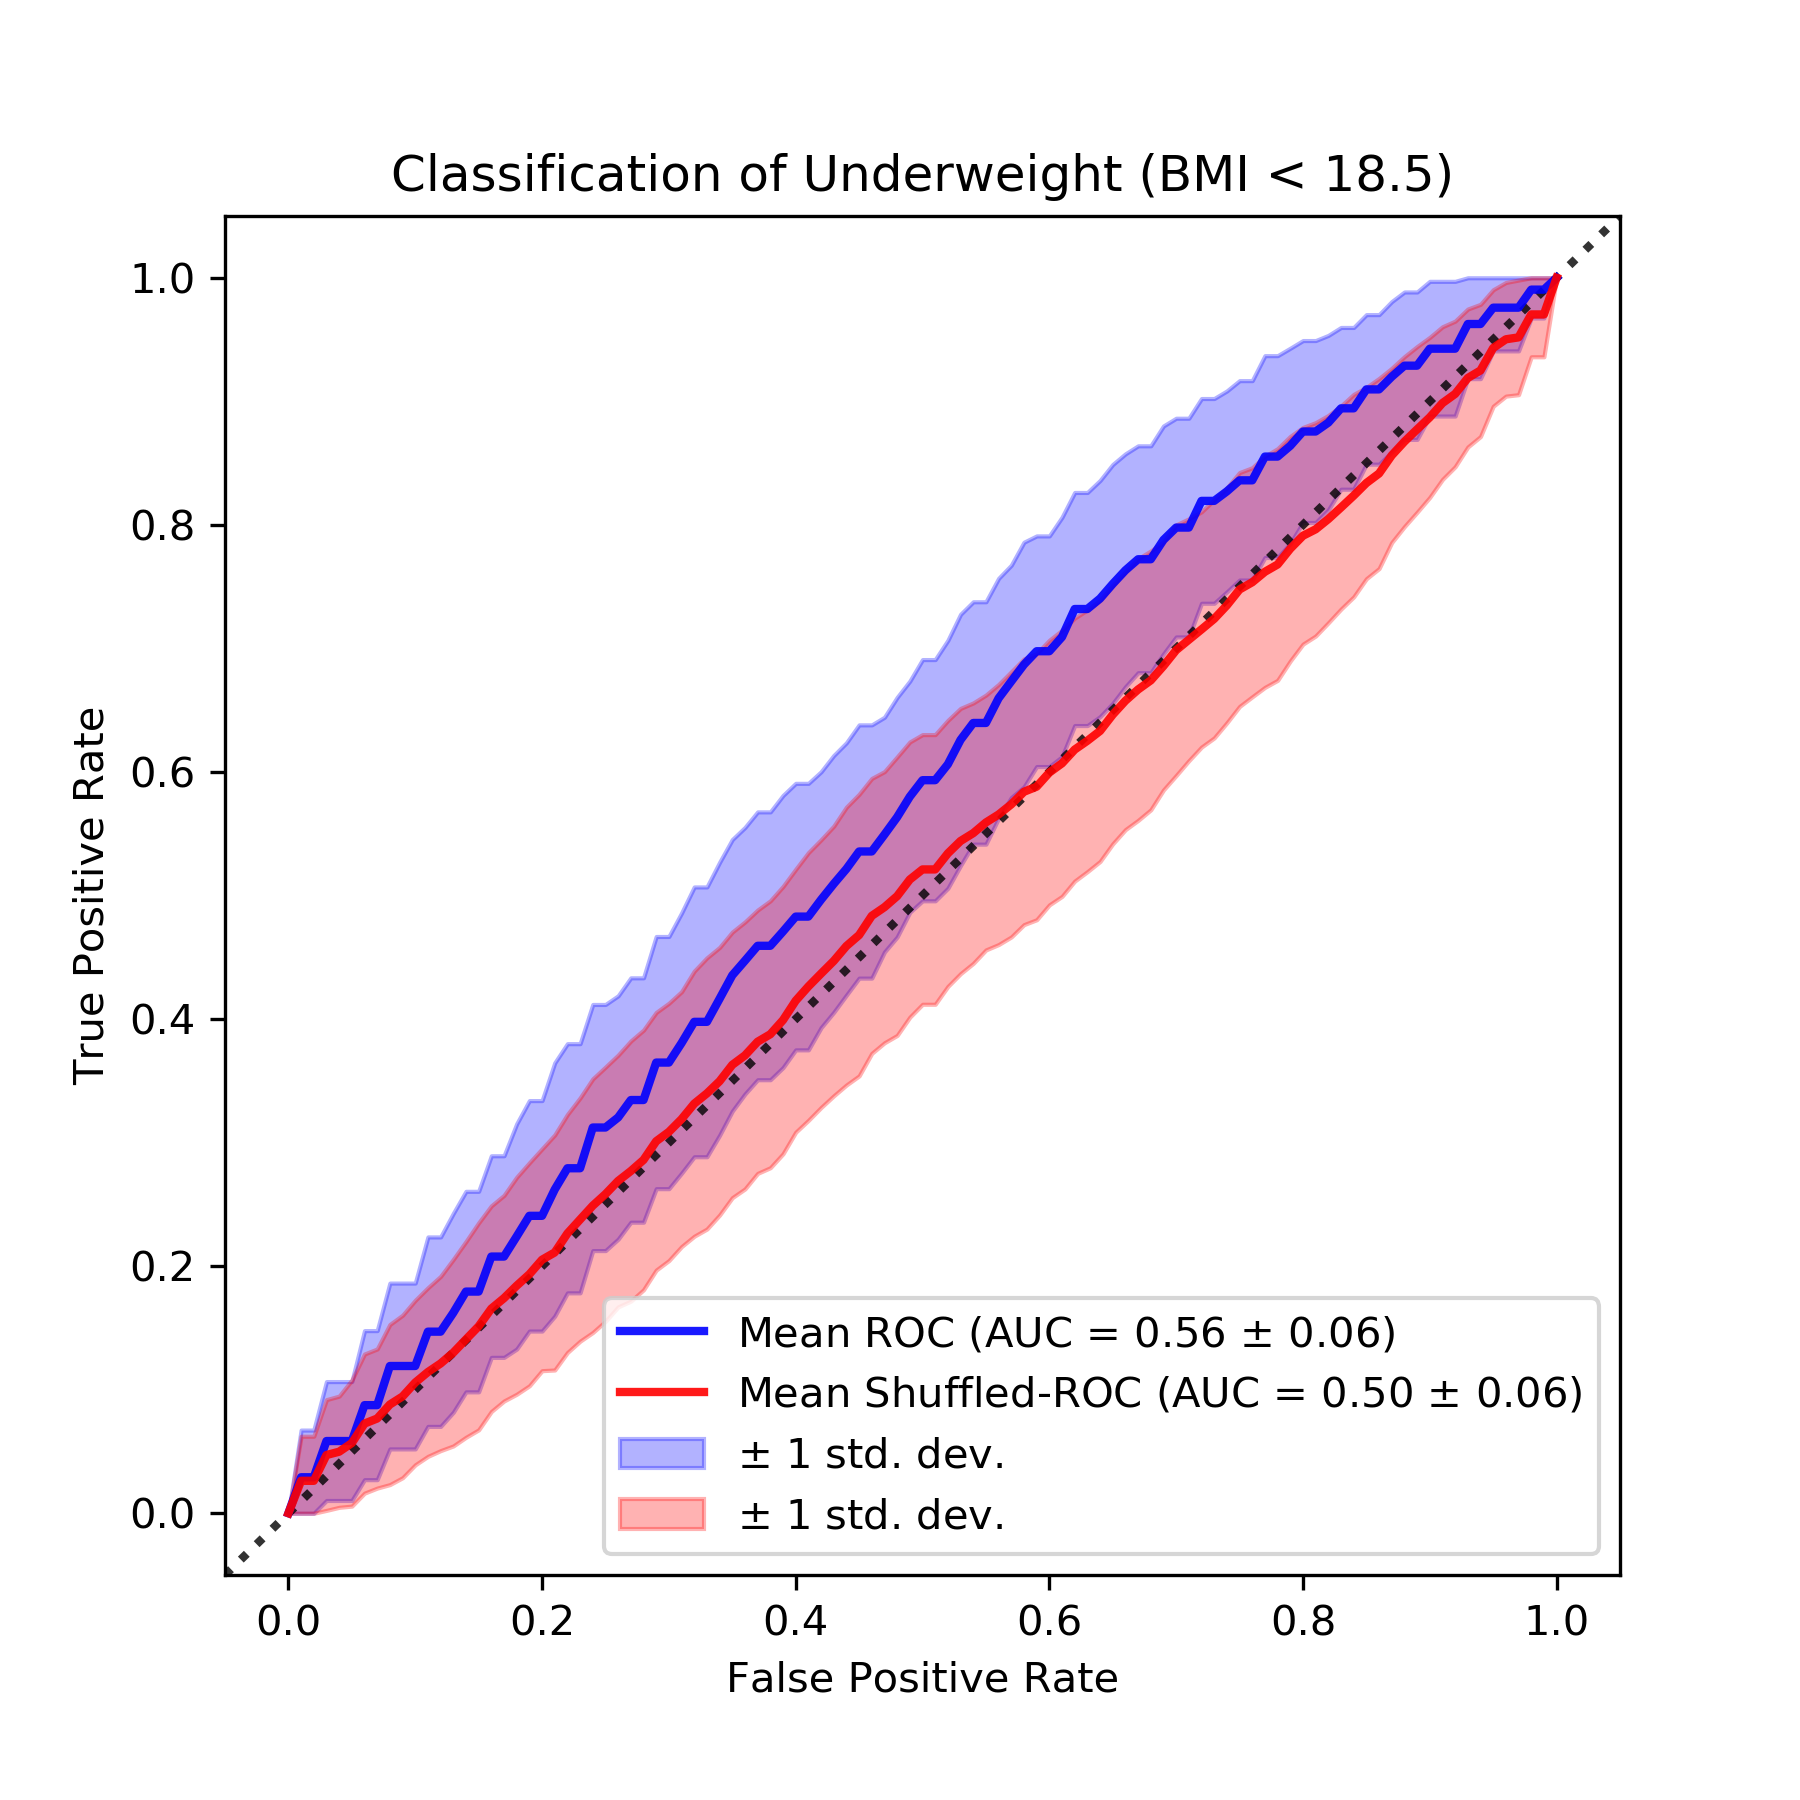 Classification of Underweight (BMI < 18.5)
1.0
0.8
0.6
0.4
0.2
0.0
True Positive Rate
Mean ROC (AUC = 0.56 ± 0.06)
Mean Shuffled-ROC (AUC = 0.50 ± 0.06)
± 1 std. dev.
± 1 std. dev.
0.0 0.2 0.4 0.6 0.8 1.0
False Positive Rate